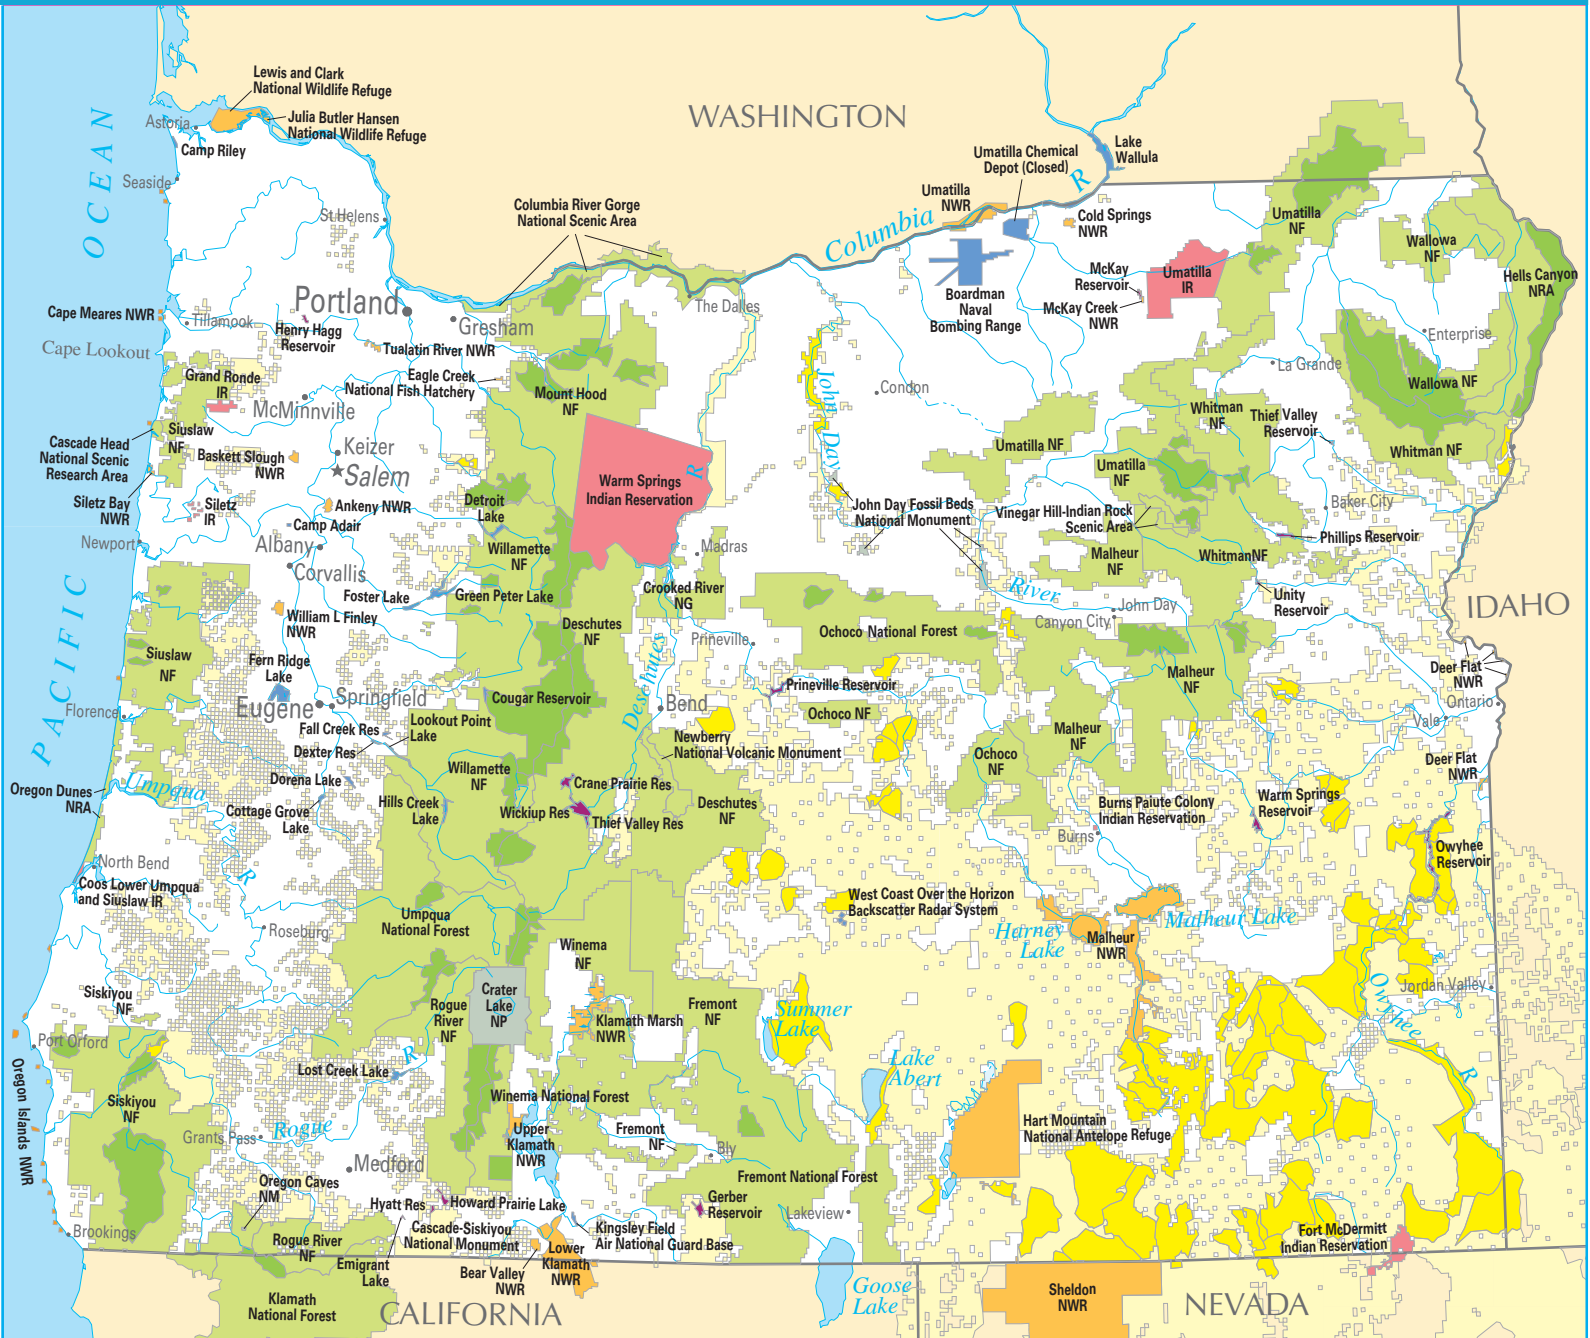 WASHINGTON
Lewis and Clark
National Wildlife Refuge
Julia Butler Hansen
National Wildlife Refuge
Astoria
Camp Riley
Seaside
OCEAN
St Helens
Columbia River Gorge
National Scenic Area
Umatilla Chemical
Depot (Closed)
Lake
Wallula
R
Umatilla
NWR
Cold Springs
NWR
Columbia
Umatilla
NF
Wallowa
NF
Hells Canyon
NRA
McKay
Reservoir
Umatilla
IR
McKay Creek
NWR
Boardman
Naval
Bombing Range
Portland
Gresham
The Dalles
Cape Meares NWR
Tillamook
Henry Hagg
Reservoir
Tualatin River NWR
Cape Lookout
Eagle Creek
National Fish Hatchery
Grand Ronde
IR
McMinnville
Mount Hood
NF
Condon
John
Day
Enterprise
La Grande
Wallowa NF
Whitman
NF
Thief Valley
Reservoir
Whitman NF
Siuslaw
NF
Cascade Head
National Scenic
Research Area
Keizer
Salem
Baskett Slough
NWR
Umatilla NF
Umatilla
NF
Siletz Bay
NWR
Siletz
IR
Ankeny NWR
Camp Adair
Detroit
Lake
Warm Springs
Indian Reservation
R
John Day Fossil Beds
National Monument
Vinegar Hill-Indian Rock
Scenic Area
Baker City
Newport
Albany
Corvallis
Willamette
NF
Madras
Malheur
NF
WhitmanNF
Phillips Reservoir
Foster Lake
Green Peter Lake
Crooked River
NG
River
John Day
Unity
Reservoir
IDAHO
William L Finley
NWR
Deschutes
NF
Prineville
Ochoco National Forest
Canyon City
PACIFIC
Siuslaw
NF
Fern Ridge
Lake
Eugene
Springfield
Cougar Reservoir
Deschutes
Bend
Prineville Reservoir
Ochoco NF
Malheur
NF
Deer Flat
NWR
Ontario
Vale
Florence
Fall Creek Res
Dexter Res
Lookout Point
Lake
Newberry
National Volcanic Monument
Ochoco
NF
Malheur
NF
Deer Flat
NWR
Oregon Dunes
NRA
Umpqua
R
Dorena Lake
Cottage Grove
Lake
Hills Creek
Lake
Willamette
NF
Crane Prairie Res
Wickiup Res
Thief Valley Res
Deschutes
NF
Burns Paiute Colony
Indian Reservation
Burns
Warm Springs
Reservoir
Owyhee
Reservoir
North Bend
Coos Lower Umpqua
and Siuslaw IR
Umpqua
National Forest
Roseburg
West Coast Over the Horizon
Backscatter Radar System
Harney
Lake
Malheur
NWR
Malheur Lake
Winema
NF
Siskiyou
NF
Rogue
River
NF
Crater
Lake
NP
Klamath Marsh
NWR
Fremont
NF
Summer
Lake
Jordan Valley
Owyhee
R
Port Orford
Lost Creek Lake
R
Lake
Abert
Oregon Islands NWR
Siskiyou
NF
Winema National Forest
Upper
Klamath
NWR
Fremont
NF
Bly
Hart Mountain
National Antelope Refuge
Grants Pass
Rogue
Medford
Oregon Caves
NM
Fremont National Forest
Hyatt Res
Howard Prairie Lake
Gerber
Reservoir
Lakeview
Brookings
Rogue River
NF
Cascade-Siskiyou
National Monument
Kingsley Field
Air National Guard Base
Fort McDermitt
Indian Reservation
Emigrant
Lake
Bear Valley
NWR
Lower
Klamath
NWR
Klamath
National Forest
CALIFORNIA
Goose
Lake
Sheldon
NWR
NEVADA